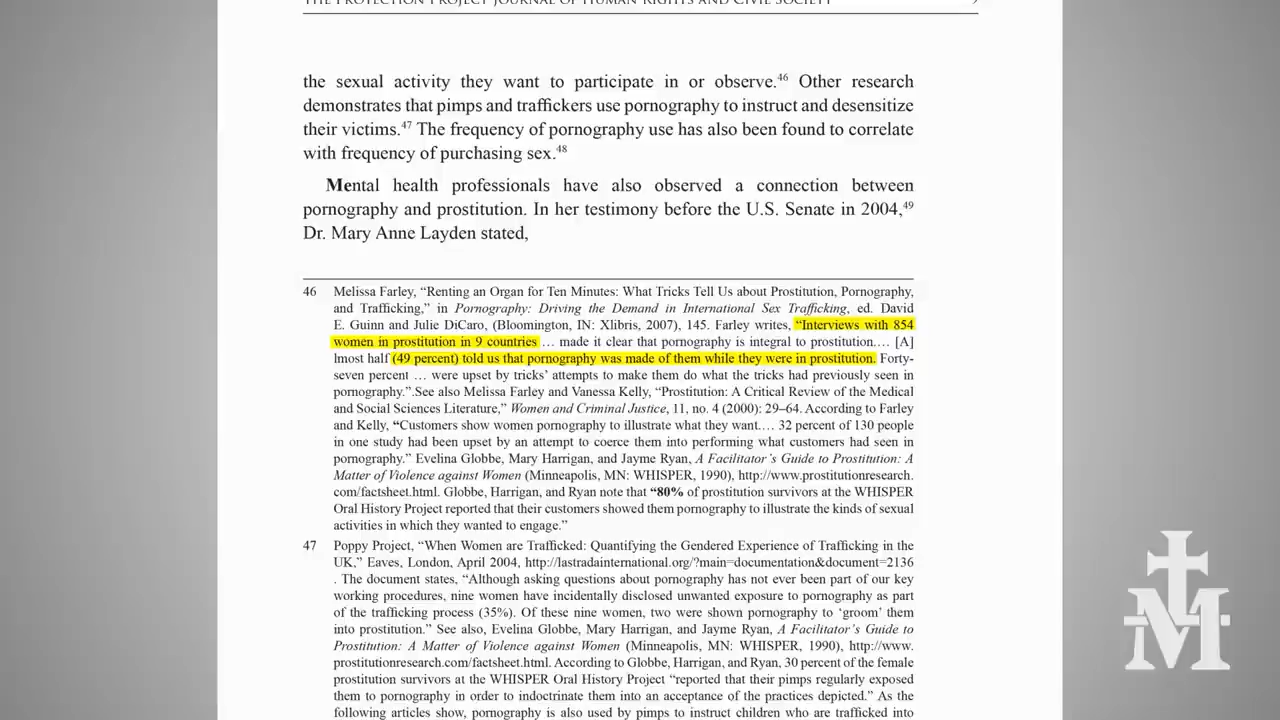 THE PROTECTION PROJECT JOURNAL OF HUMAN RIGHTS AND CIVIL SOCIETY
the sexual activity they want to participate in or observe.46 Other research
demonstrates that pimps and traffickers use pornography to instruct and desensitize
their victims.47 The frequency of pornography use has also been found to correlate
with frequency of purchasing sex.48
Mental health professionals have also observed a connection between
pornography and prostitution. In her testimony before the U.S. Senate in 2004,49
Dr. Mary Anne Layden stated,
46 Melissa Farley, “Renting an Organ for Ten Minutes: What Tricks Tell Us about Prostitution, Pornography,
and Trafficking,” in Pornography: Driving the Demand in International Sex Trafficking, ed. David
E. Guinn and Julie DiCaro, (Bloomington, IN: Xlibris, 2007), 145. Farley writes, “Interviews with 854
women in prostitution in 9 countries … made it clear that pornography is integral to prostitution.… [A]
lmost half (49 percent) told us that pornography was made of them while they were in prostitution. Forty-
seven percent … were upset by tricks’ attempts to make them do what the tricks had previously seen in
pornography.”.See also Melissa Farley and Vanessa Kelly, “Prostitution: A Critical Review of the Medical
and Social Sciences Literature,” Women and Criminal Justice, 11, no. 4 (2000): 29–64. According to Farley
and Kelly, “Customers show women pornography to illustrate what they want.… 32 percent of 130 people
in one study had been upset by an attempt to coerce them into performing what customers had seen in
pornography.” Evelina Globbe, Mary Harrigan, and Jayme Ryan, A Facilitator’s Guide to Prostitution: A
Matter of Violence against Women (Minneapolis, MN: WHISPER, 1990), http://www.prostitutionresearch.
com/factsheet.html. Globbe, Harrigan, and Ryan note that “80% of prostitution survivors at the WHISPER
Oral History Project reported that their customers showed them pornography to illustrate the kinds of sexual
activities in which they wanted to engage.”
47 Poppy Project, “When Women are Trafficked: Quantifying the Gendered Experience of Trafficking in the
UK,” Eaves, London, April 2004, http://lastradainternational.org/?main=documentation&document=2136
. The document states, “Although asking questions about pornography has not ever been part of our key
working procedures, nine women have incidentally disclosed unwanted exposure to pornography as part
of the trafficking process (35%). Of these nine women, two were shown pornography to ‘groom’ them
into prostitution.” See also, Evelina Globbe, Mary Harrigan, and Jayme Ryan, A Facilitator’s Guide to
Prostitution: A Matter of Violence against Women (Minneapolis, MN: WHISPER, 1990), http://www.
prostitutionresearch.com/factsheet.html. According to Globbe, Harrigan, and Ryan, 30 percent of the female
prostitution survivors at the WHISPER Oral History Project “reported that their pimps regularly exposed
them to pornography in order to indoctrinate them into an acceptance of the practices depicted.” As the
following articles show, pornography is also used by pimps to instruct children who are trafficked into